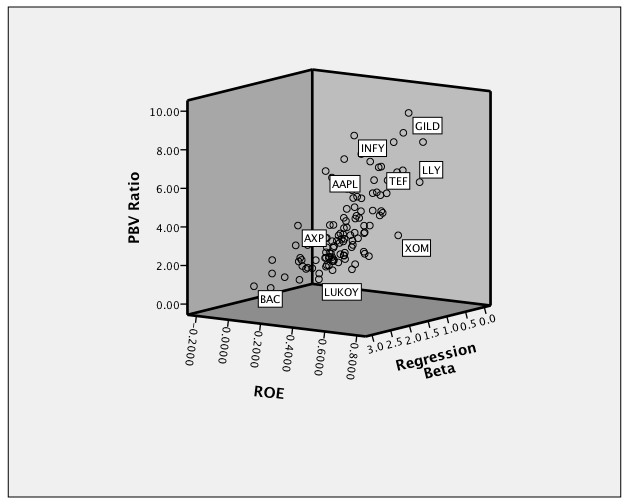 10.00
8.00
6.00
4.00
2.00
0.00
PBV Ratio
GILD
INFY
LLY
TEF
AAPL
AXP
XOM
LUKOY
BAC
-0.2000
0.0000
0.2000
0.4000
0.6000
0.8000
ROE
3.0 2.5 2.0 1.5 1.0 0.5 0.0
Regression
Beta